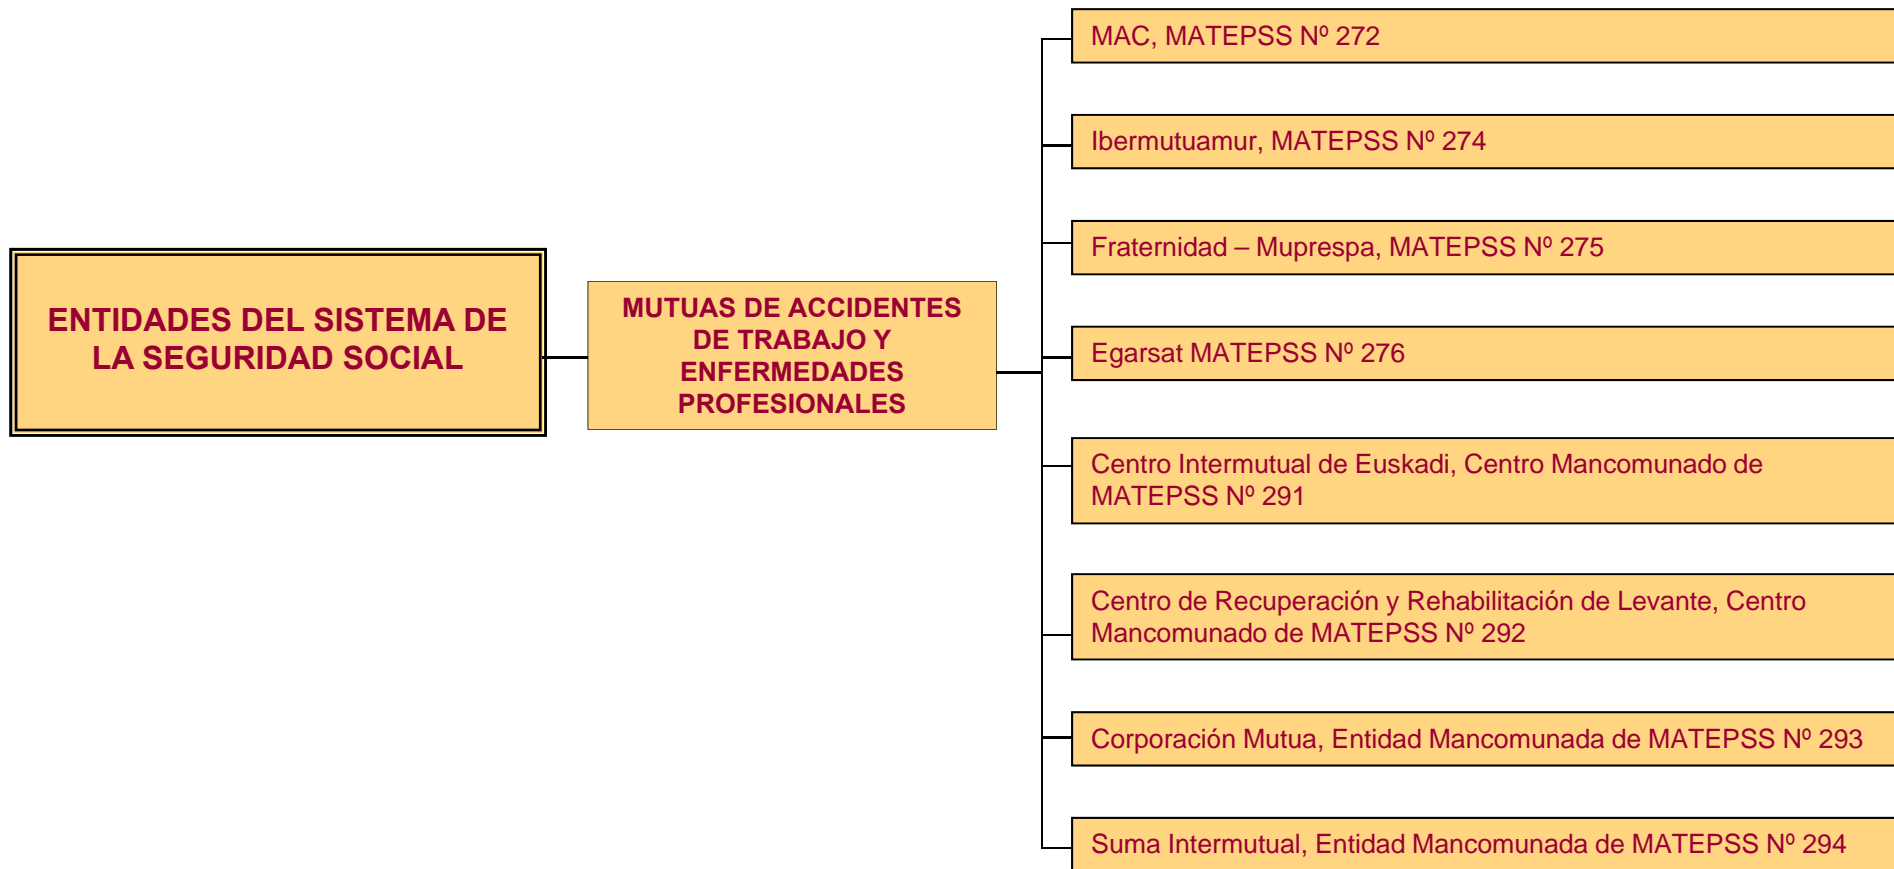 ENTIDADES DEL SISTEMA DE
LA SEGURIDAD SOCIAL
MUTUAS DE ACCIDENTES
DE TRABAJO Y
ENFERMEDADES
PROFESIONALES
MAC, MATEPSS Nº 272
Ibermutuamur, MATEPSS Nº 274
Fraternidad – Muprespa, MATEPSS Nº 275
Egarsat MATEPSS Nº 276
Centro Intermutual de Euskadi, Centro Mancomunado de
MATEPSS Nº 291
Centro de Recuperación y Rehabilitación de Levante, Centro
Mancomunado de MATEPSS Nº 292
Corporación Mutua, Entidad Mancomunada de MATEPSS Nº 293
Suma Intermutual, Entidad Mancomunada de MATEPSS Nº 294